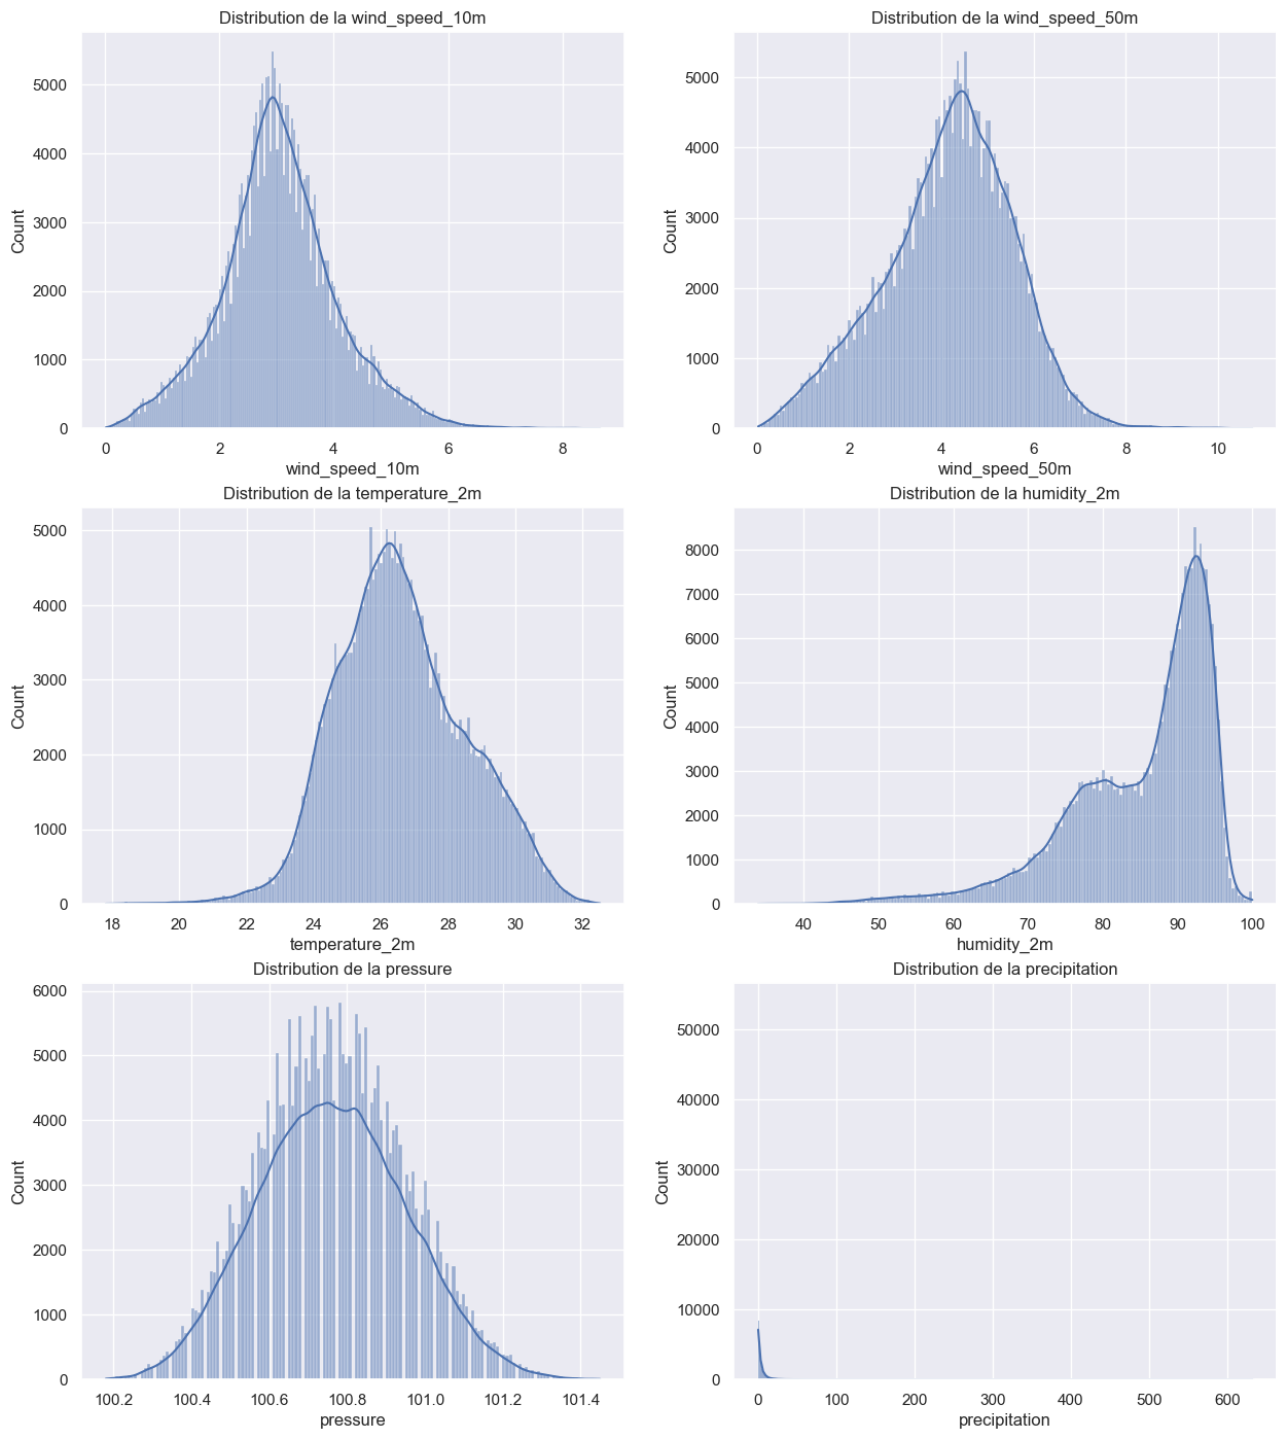 Distribution de la wind_speed_10m
Distribution de la wind_speed_50m
5000
4000
3000
2000
1000
0
Count
0 2 4 6 8
wind_speed_10m
5000
4000
3000
2000
1000
0
Count
0 2 4 6 8 10
wind_speed_50m
Distribution de la temperature_2m
Distribution de la humidity_2m
5000
4000
3000
2000
1000
0
Count
18 20 22 24 26 28 30 32
temperature_2m
8000
7000
6000
5000
4000
3000
2000
1000
0
Count
40 50 60 70 80 90 100
humidity_2m
Distribution de la pressure
Distribution de la precipitation
6000
5000
4000
3000
2000
1000
0
Count
100.2 100.4 100.6 100.8 101.0 101.2 101.4
pressure
50000
40000
30000
20000
10000
0
Count
0 100 200 300 400 500 600
precipitation